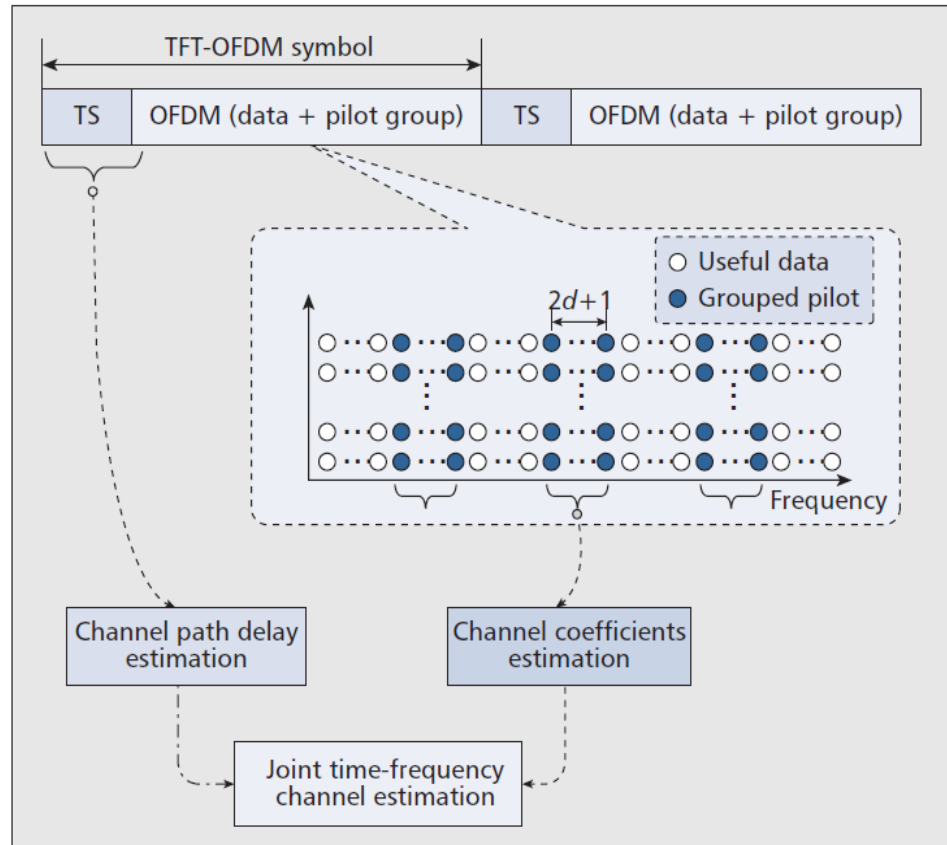 TFT-OFDM symbol
TS
OFDM (data + pilot group)
TS
OFDM (data + pilot group)
Useful data
Grouped pilot
2d+1
Frequency
Channel path delay
estimation
Channel coefficients
estimation
Joint time-frequency
channel estimation